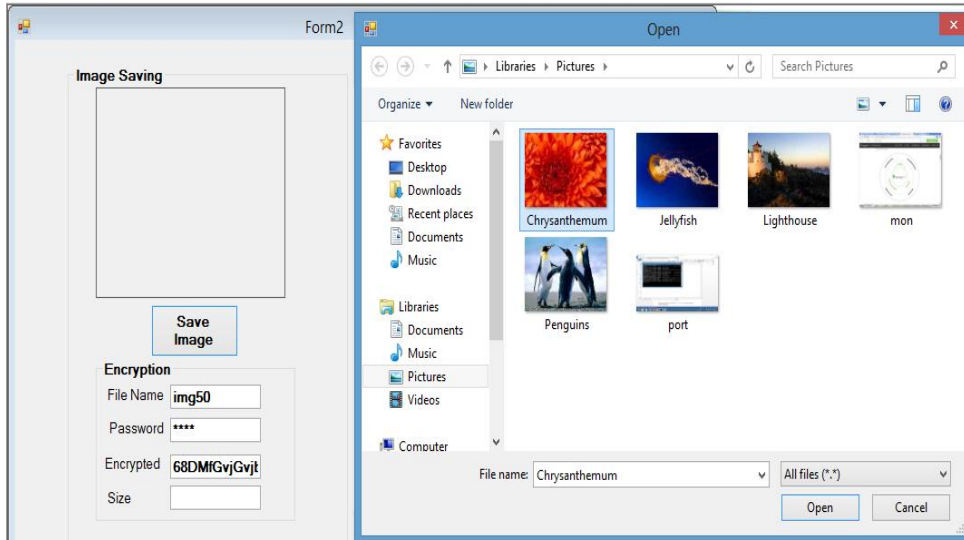 Form2
Image Saving
Save
Image
Encryption
File Name img50
Password ****
Encrypted 68DMfGvjGvjt
Size
Open
Libraries Pictures
Search Pictures
Organize New folder
Favorites
Desktop
Downloads
Recent places
Documents
Music
Libraries
Documents
Music
Pictures
Videos
Computer
Chrysanthemum Jellyfish Lighthouse mon
Penguins port
File name: Chrysanthemum All files (*.*)
Open Cancel